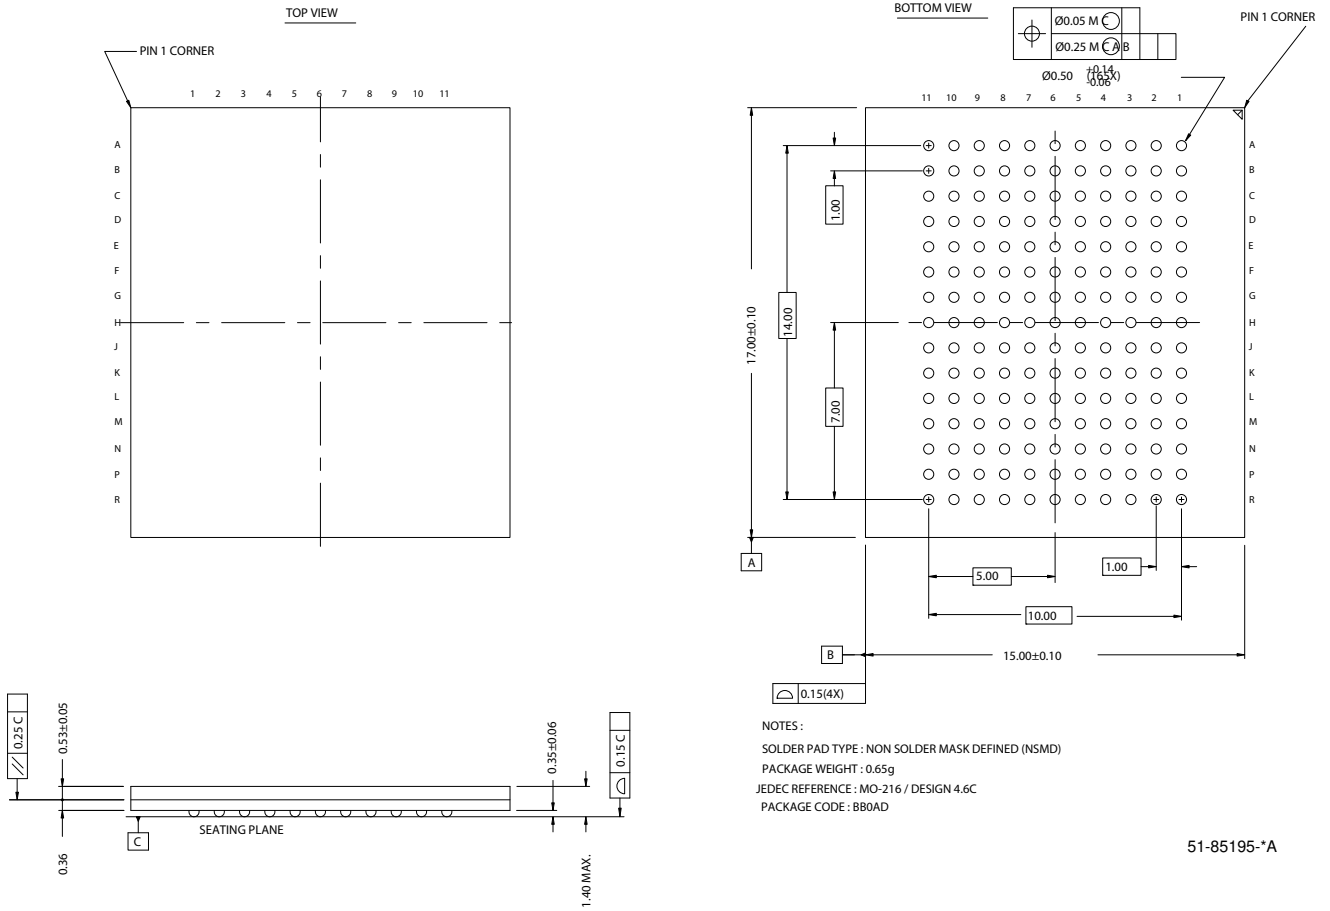 TOP VIEW
PIN 1 CORNER
1 2 3 4 5 6 7 8 9 10 11
A
B
C
D
E
F
G
H
J
K
L
M
N
P
R
BOTTOM VIEW
PIN 1 CORNER
Ø0.05 M C
Ø0.25 M C A B
Ø0.50 +0.14 -0.06 (165X)
11 10 9 8 7 6 5 4 3 2 1
A
B
C
D
E
F
G
H
J
K
L
M
N
P
R
1.00
14.00
17.00±0.10
7.00
A
5.00
1.00
10.00
B
15.00±0.10
0.15(4X)
0.25 C
0.53±0.05
0.36
C
SEATING PLANE
0.35±0.06
0.15 C
1.40 MAX.
NOTES :
SOLDER PAD TYPE : NON SOLDER MASK DEFINED (NSMD)
PACKAGE WEIGHT : 0.65g
JEDEC REFERENCE : MO-216 / DESIGN 4.6C
PACKAGE CODE : BB0AD
51-85195-*A